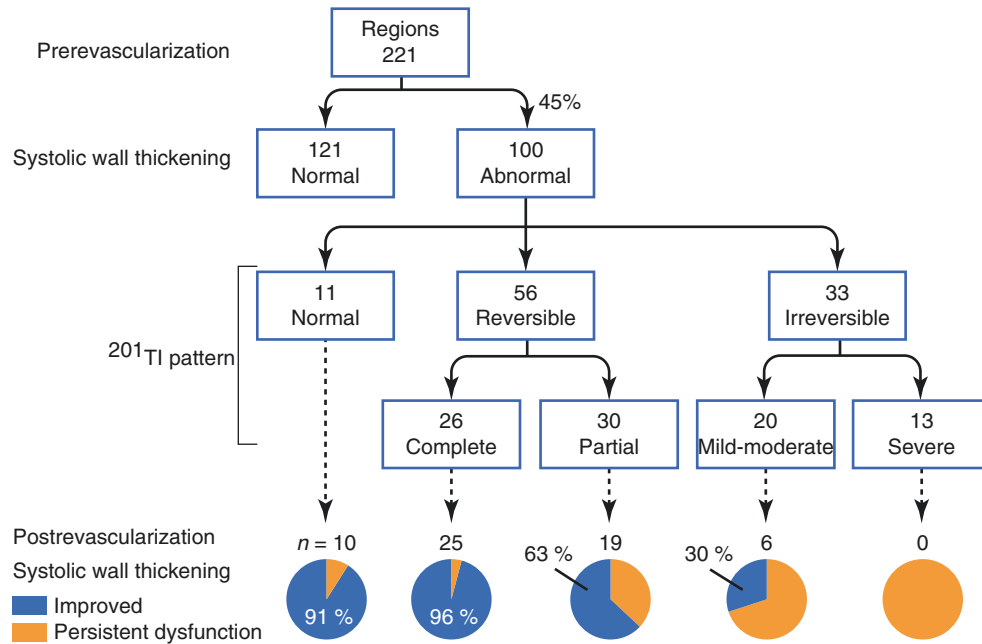 Prerevascularization
Regions
221
45%
Systolic wall thickening
121
Normal
100
Abnormal
201TI pattern
11
Normal
56
Reversible
33
Irreversible
26
Complete
30
Partial
20
Mild-moderate
13
Severe
Postrevascularization
n = 10
25
19
6
0
Systolic wall thickening
63 %
30 %
Improved
91 %
96 %
Persistent dysfunction